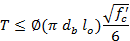 T ≤ Ø(π d_b l_o) √f'_c / 6